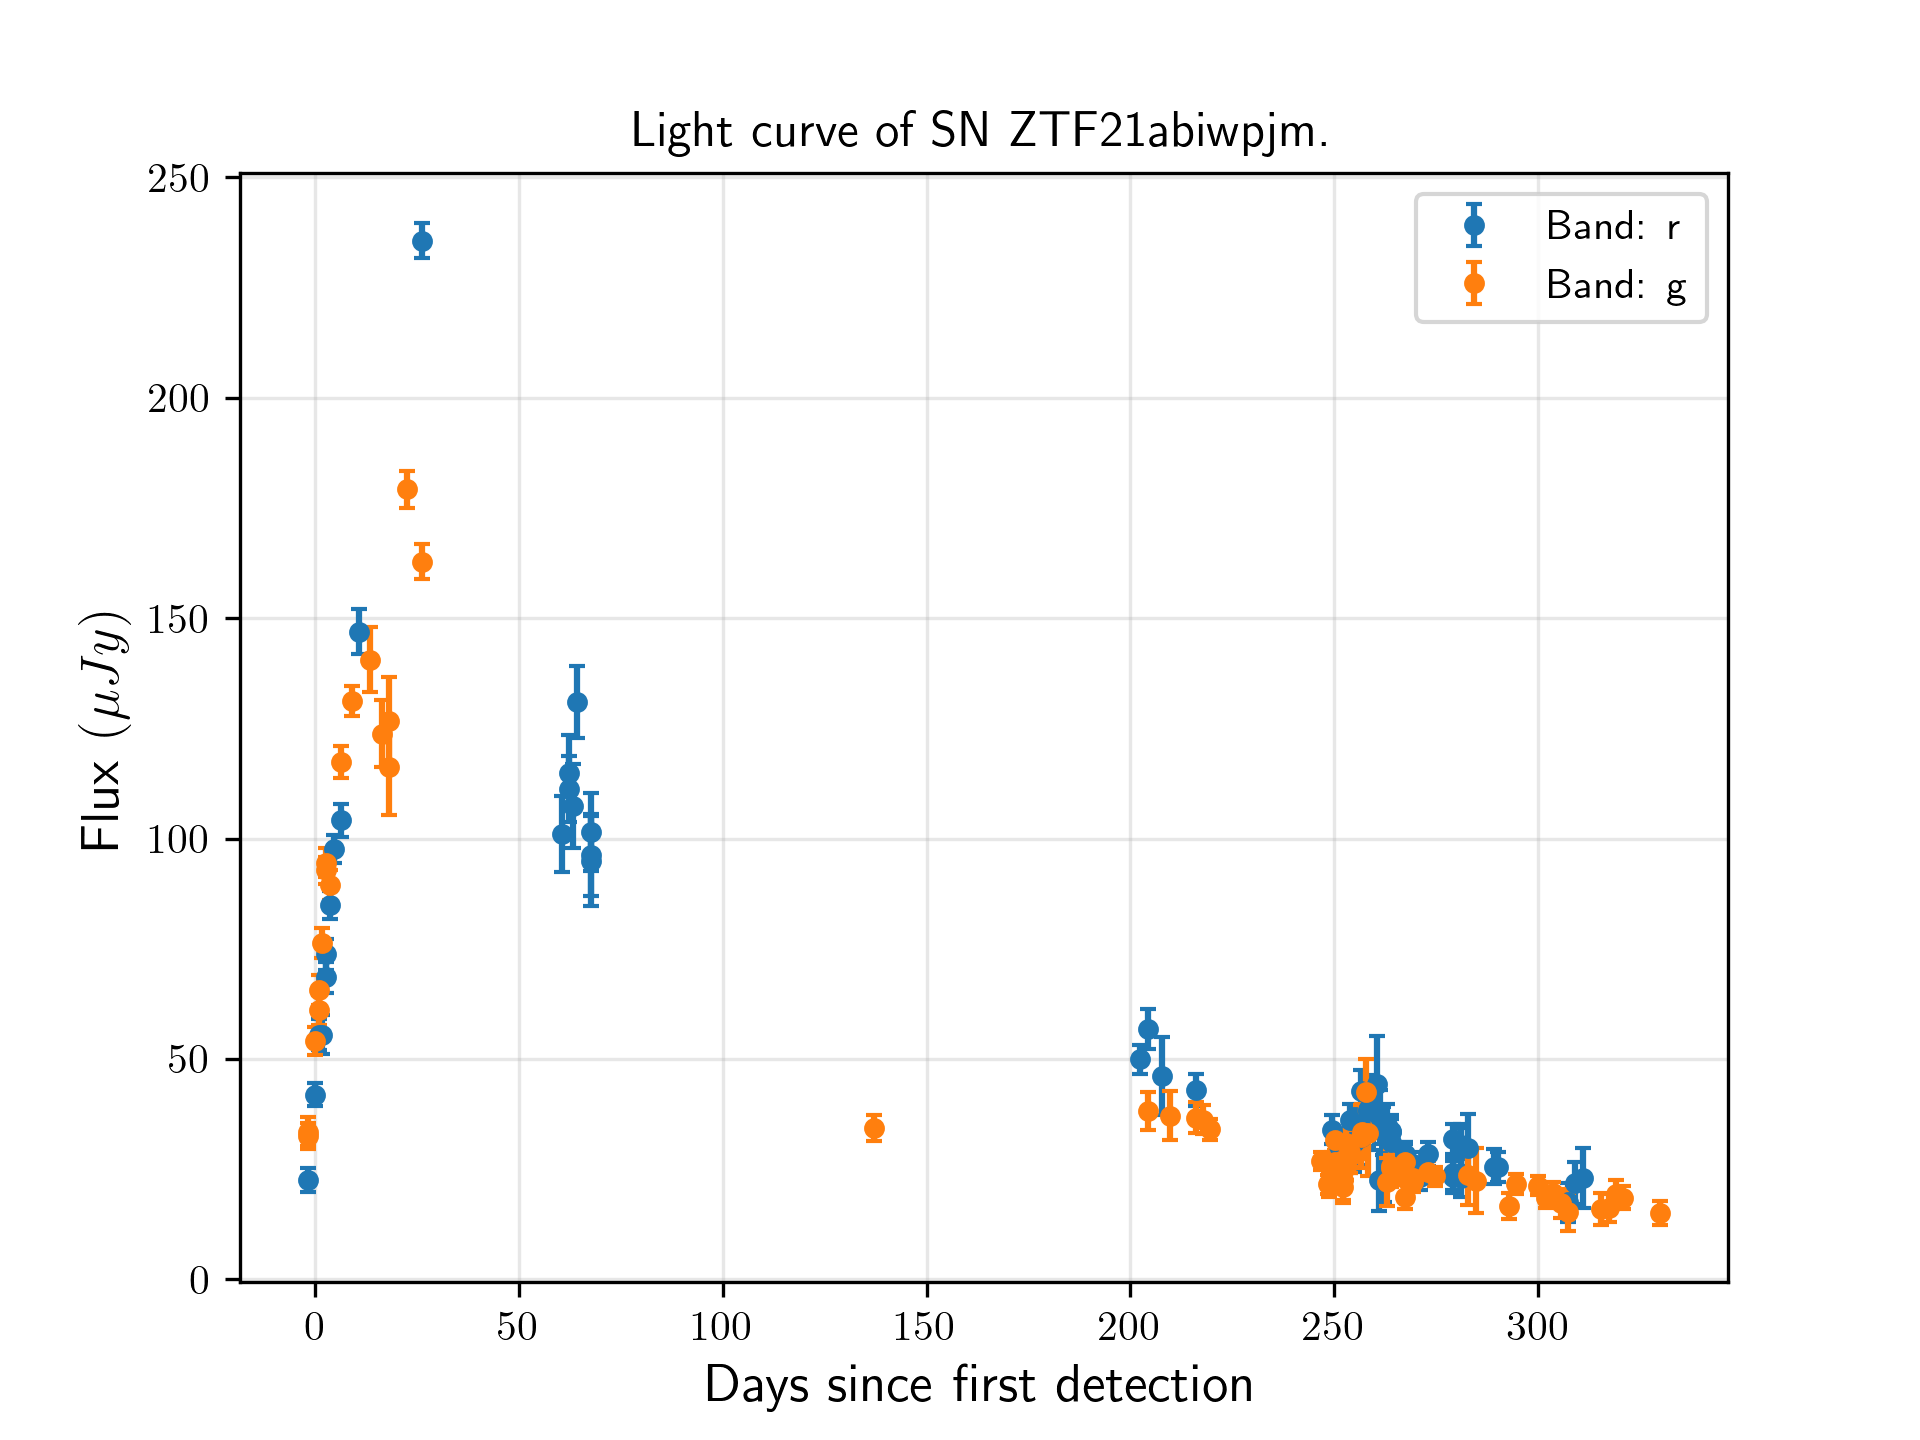 Light curve of SN ZTF21abiwpjm.
250
200
150
100
50
0
Flux (μJy)
Band: r
Band: g
0 50 100 150 200 250 300
Days since first detection